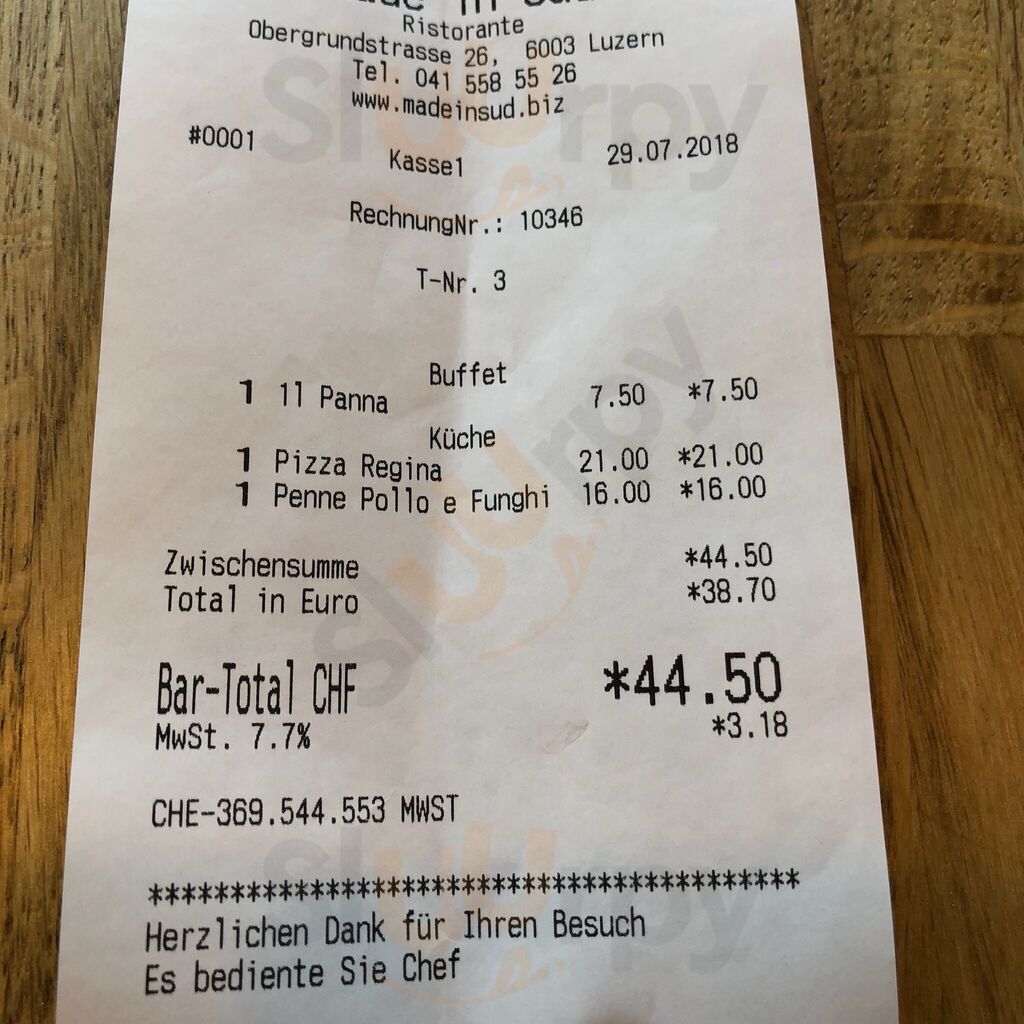 Ristorante
Obergrundstrasse 26, 6003 Luzern
Tel. 041 558 55 26
www.madeinsud.biz
#0001 Kasse1 29.07.2018
RechnungNr.: 10346
T-Nr. 3
Buffet
1 1l Panna 7.50 *7.50
Küche
1 Pizza Regina 21.00 *21.00
1 Penne Pollo e Funghi 16.00 *16.00
Zwischensumme *44.50
Total in Euro *38.70
Bar-Total CHF *44.50
MwSt. 7.7% *3.18
CHE-369.544.553 MWST
******************************************
Herzlichen Dank für Ihren Besuch
Es bediente Sie Chef
Sluurpy
Sluurpy
Sluurpy